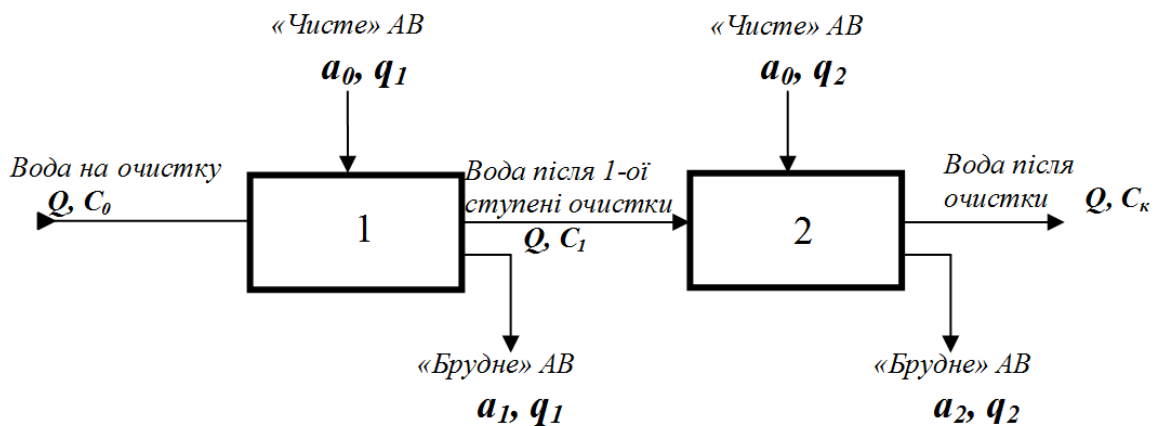 «Чисте» АВ
a0, q1
«Чисте» АВ
a0, q2
Вода на очистку
Q, C0
1
Вода після 1-ої
ступені очистки
Q, C1
2
Вода після
очистки
Q, Cк
«Брудне» АВ
a1, q1
«Брудне» АВ
a2, q2